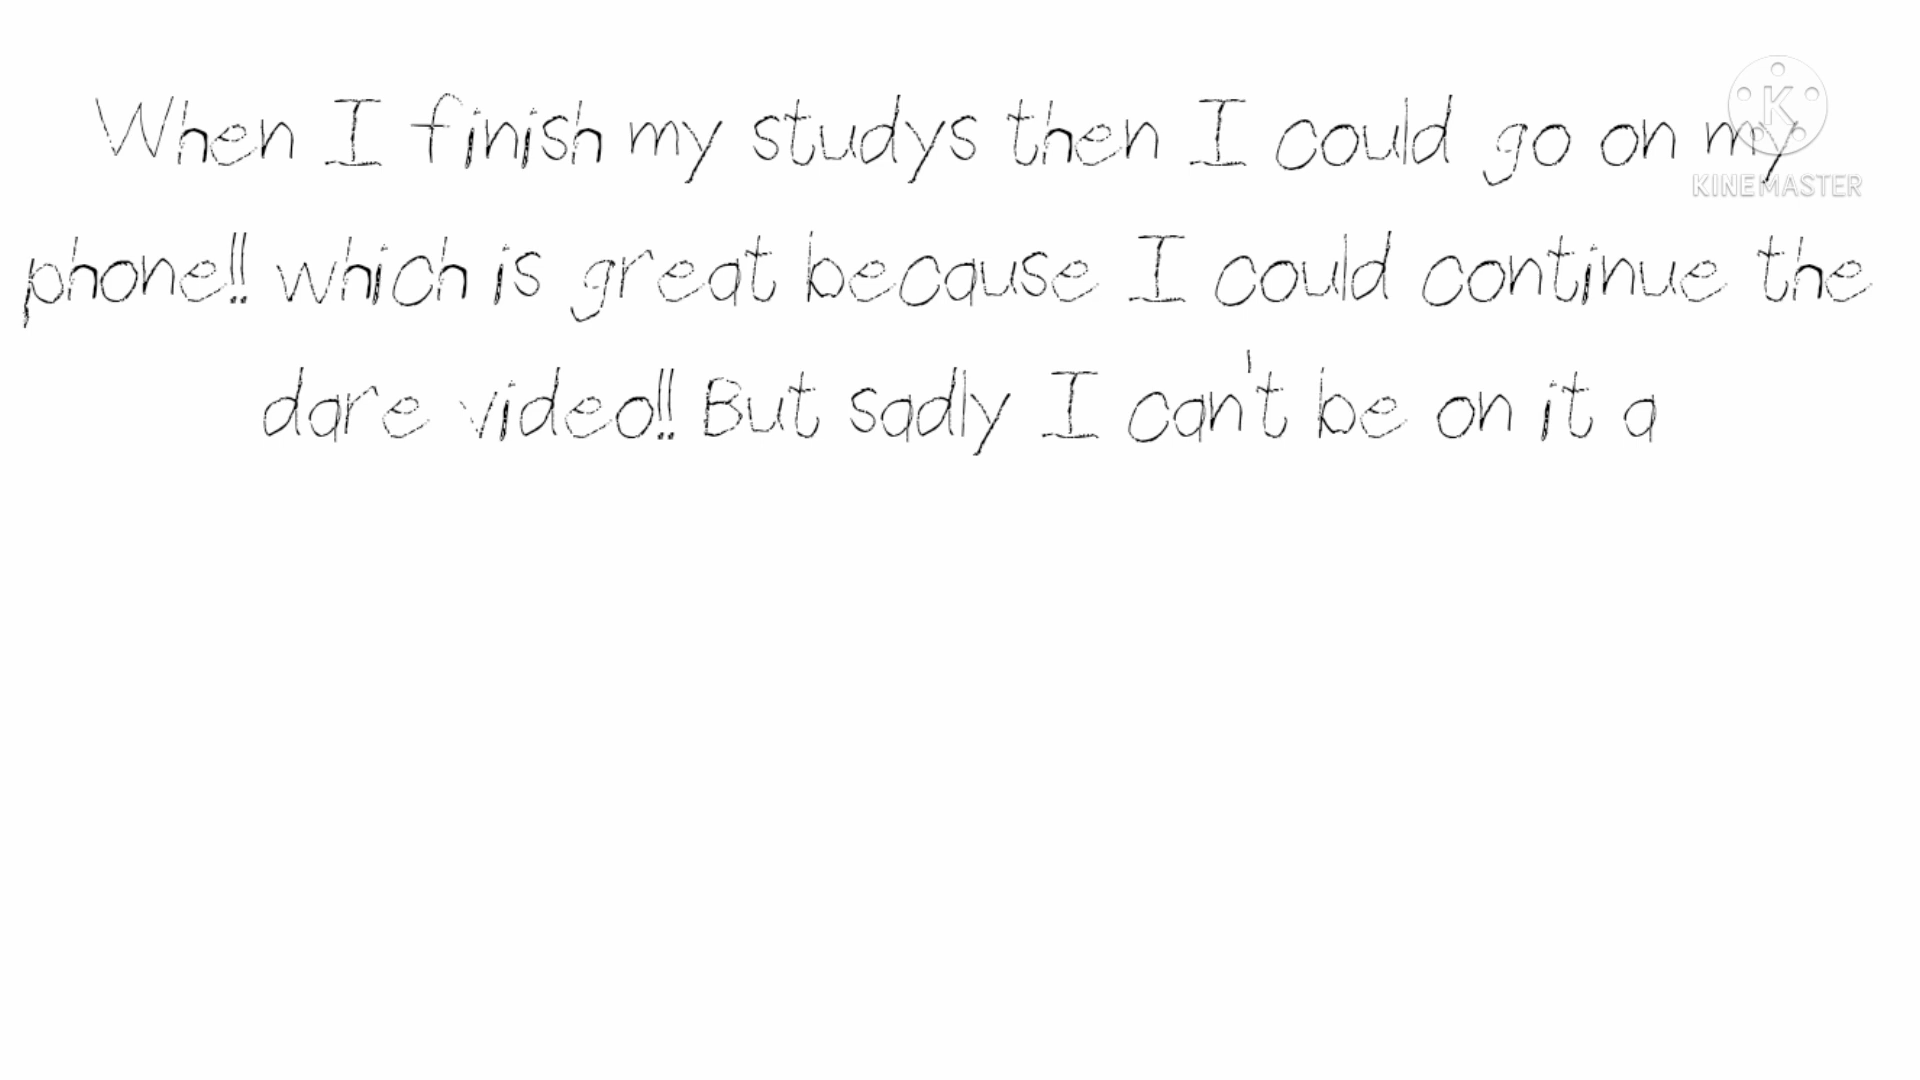 When I finish my studys then I could go on my
phone!! which is great because I could continue the
dare video!! But sadly I can't be on it a
K
KINEMASTER